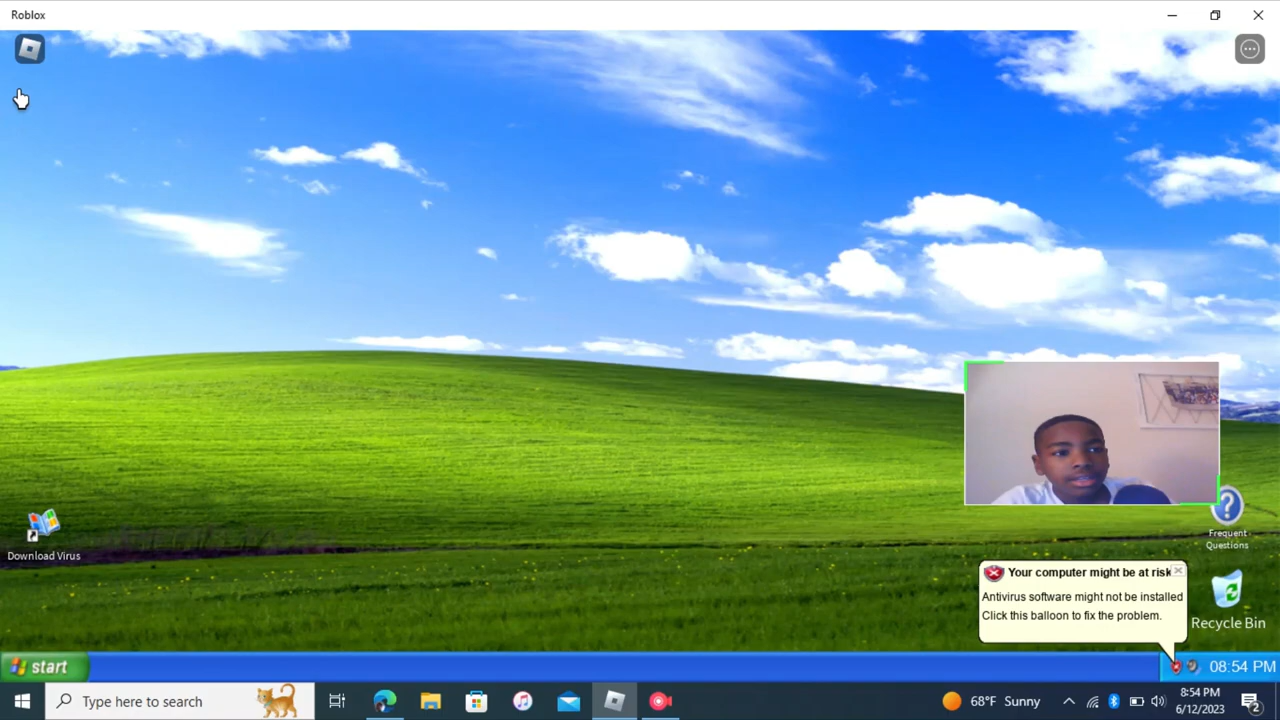 Roblox
Download Virus
Frequent
Questions
Your computer might be at risk
Antivirus software might not be installed
Click this balloon to fix the problem.
Recycle Bin
start
08:54 PM
Type here to search
68°F Sunny
8:54 PM
6/12/2023
2